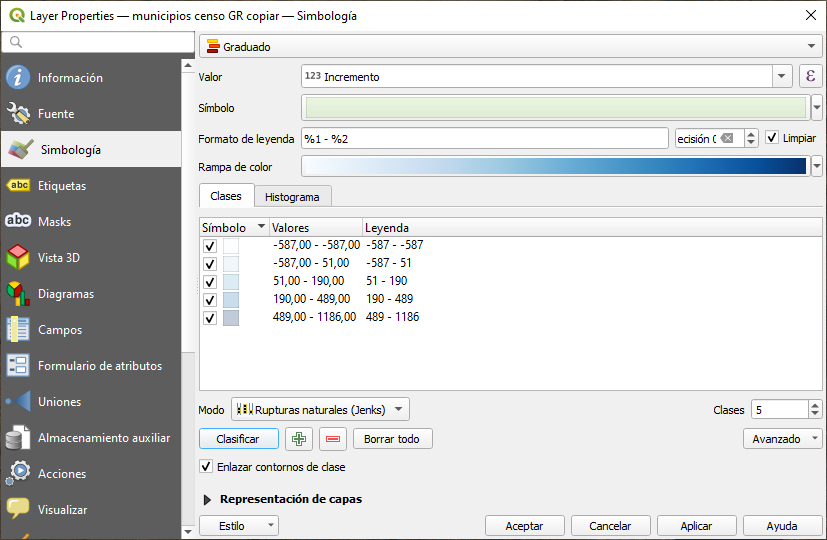 Layer Properties — municipios censo GR copiar — Simbología
Graduado
Información
Valor
123 Incremento
ε
Fuente
Símbolo
Simbología
Formato de leyenda
%1 - %2
ecisión 0
Limpiar
Rampa de color
abc Etiquetas
Clases
Histograma
abc Masks
Símbolo Valores Leyenda
-587,00 - -587,00 -587 - -587
Vista 3D
-587,00 - 51,00 -587 - 51
51,00 - 190,00 51 - 190
Diagramas
190,00 - 489,00 190 - 489
489,00 - 1186,00 489 - 1186
Campos
Formulario de atributos
Uniones
Modo Rupturas naturales (Jenks)
Clases 5
Almacenamiento auxiliar
Clasificar
Borrar todo
Avanzado
Acciones
Enlazar contornos de clase
Visualizar
Representación de capas
Estilo
Aceptar
Cancelar
Aplicar
Ayuda